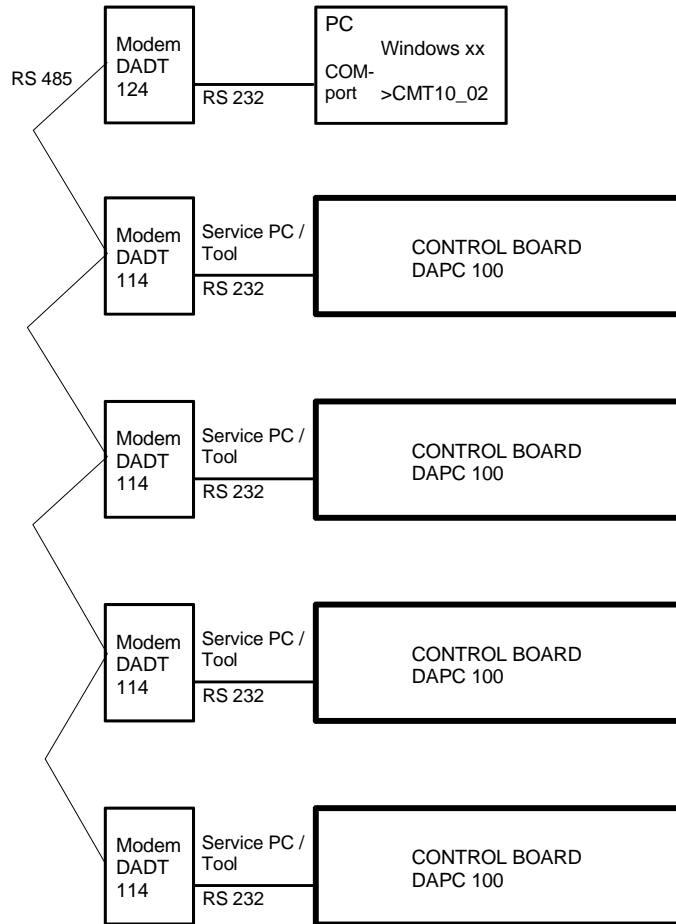 Modem
DADT
124
RS 485
RS 232
PC
Windows xx
COM-
port >CMT10_02
Modem
DADT
114
Service PC /
Tool
RS 232
CONTROL BOARD
DAPC 100
Modem
DADT
114
Service PC /
Tool
RS 232
CONTROL BOARD
DAPC 100
Modem
DADT
114
Service PC /
Tool
RS 232
CONTROL BOARD
DAPC 100
Modem
DADT
114
Service PC /
Tool
RS 232
CONTROL BOARD
DAPC 100